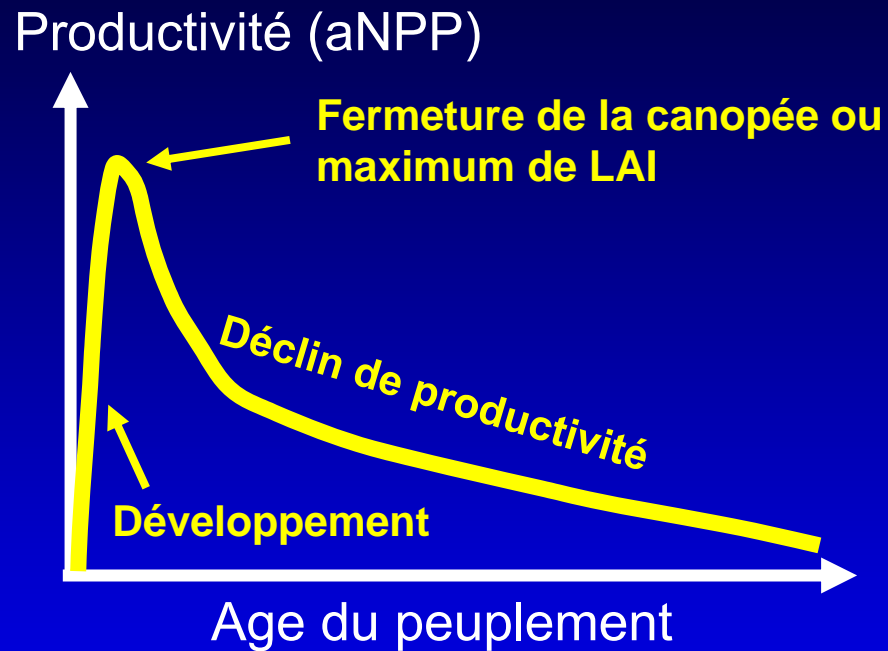 Productivité (aNPP)
Fermeture de la canopée ou
maximum de LAI
Déclin de productivité
Développement
Age du peuplement